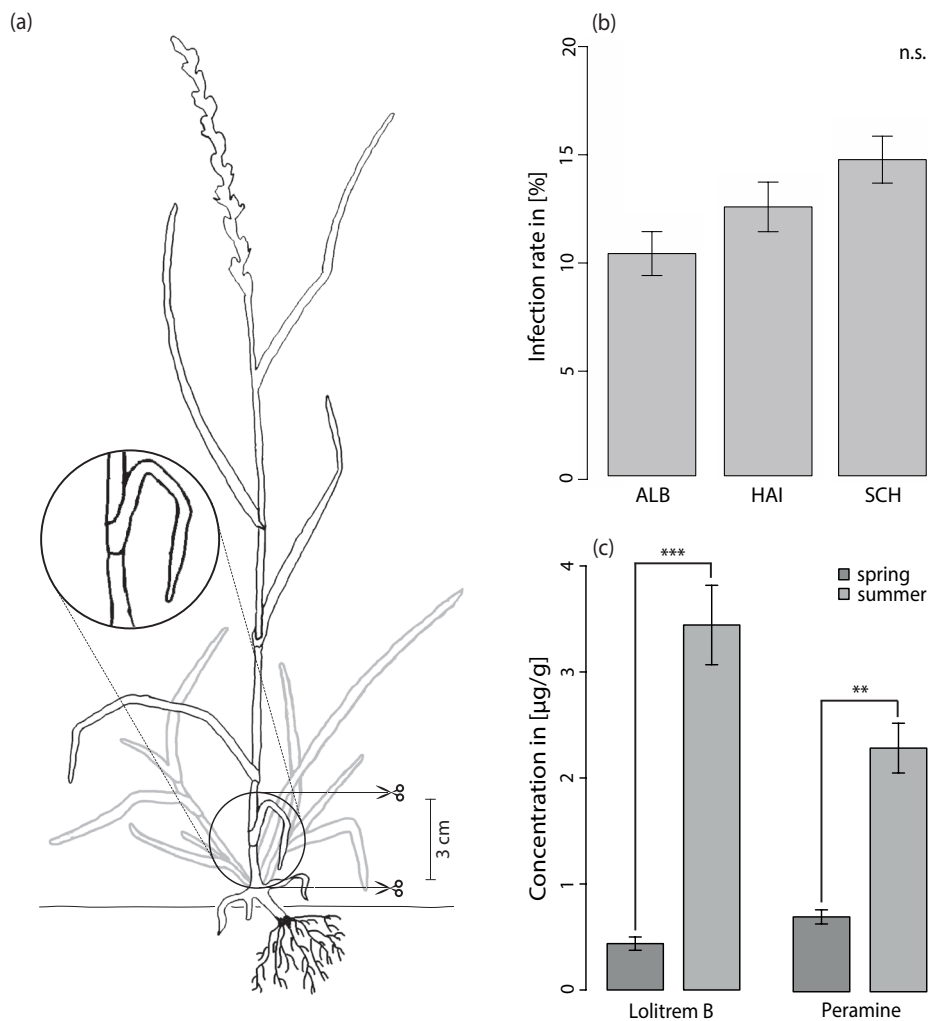 (a)
3 cm
(b)
n.s.
Infection rate in [%]
20
15
10
5
0
ALB HAI SCH
(c)
spring
summer
***
**
Concentration in [µg/g]
4
3
2
1
0
Lolitrem B Peramine